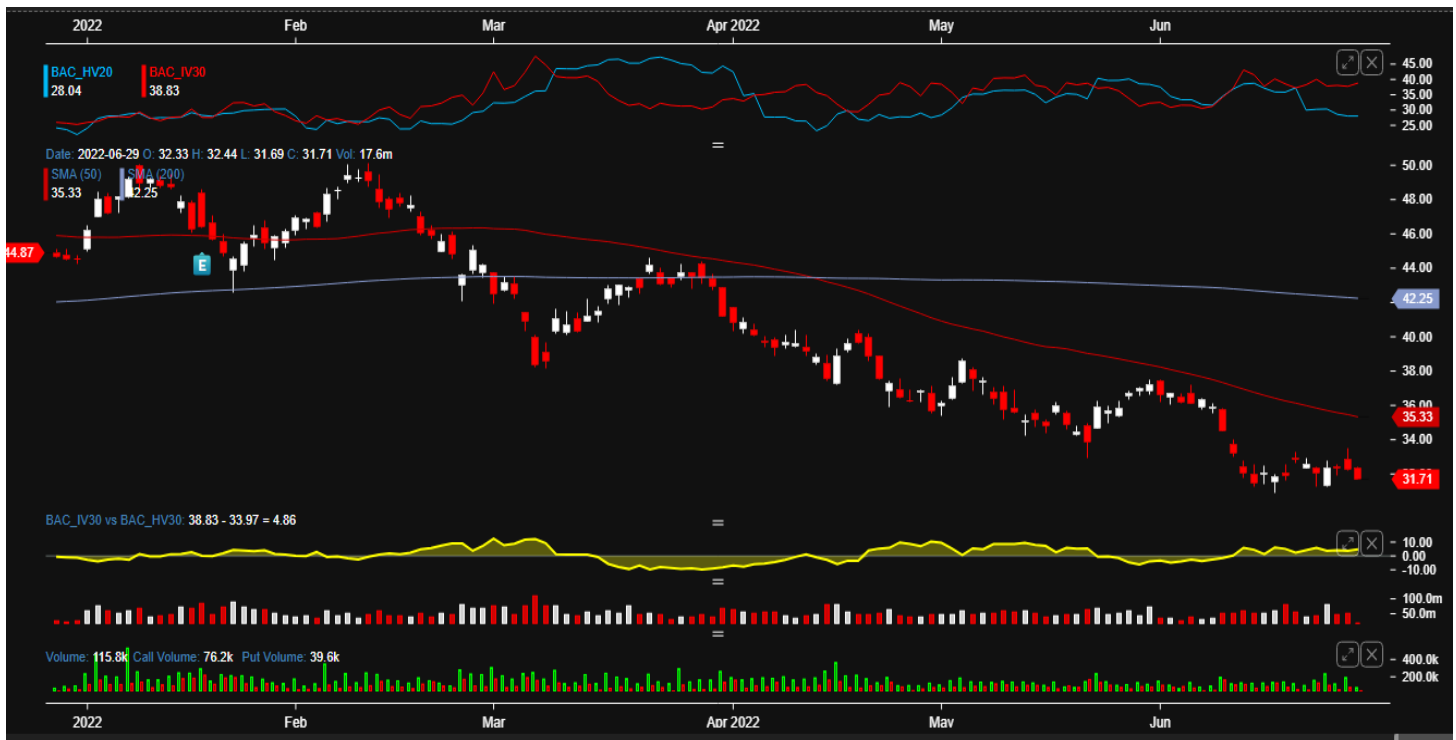 2022 Feb Mar Apr 2022 May Jun
BAC_HV20 BAC_IV30
28.04 38.83
45.00
40.00
35.00
30.00
25.00
Date: 2022-06-29 O: 32.33 H: 32.44 L: 31.69 C: 31.71 Vol: 17.6m
SMA (50) SMA (200)
35.33 42.25
50.00
48.00
46.00
44.87
E
44.00
42.25
40.00
38.00
36.00
35.33
34.00
31.71
BAC_IV30 vs BAC_HV30: 38.83 - 33.97 = 4.86
10.00
0.00
-10.00
100.0m
50.0m
Volume: 115.8k Call Volume: 76.2k Put Volume: 39.6k
400.0k
200.0k
2022 Feb Mar Apr 2022 May Jun